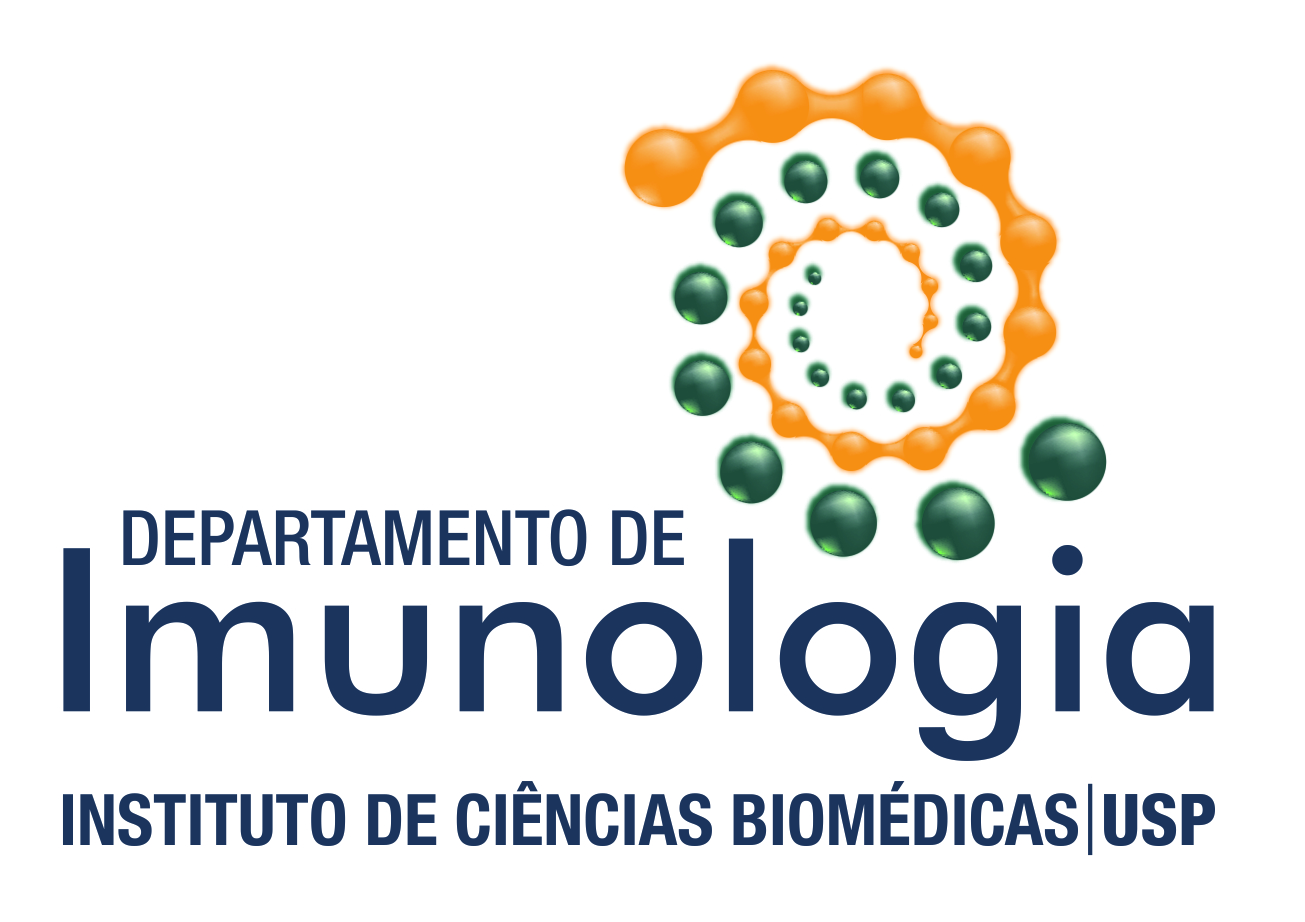 DEPARTAMENTO DE
Imunologia
INSTITUTO DE CIÊNCIAS BIOMÉDICAS|USP